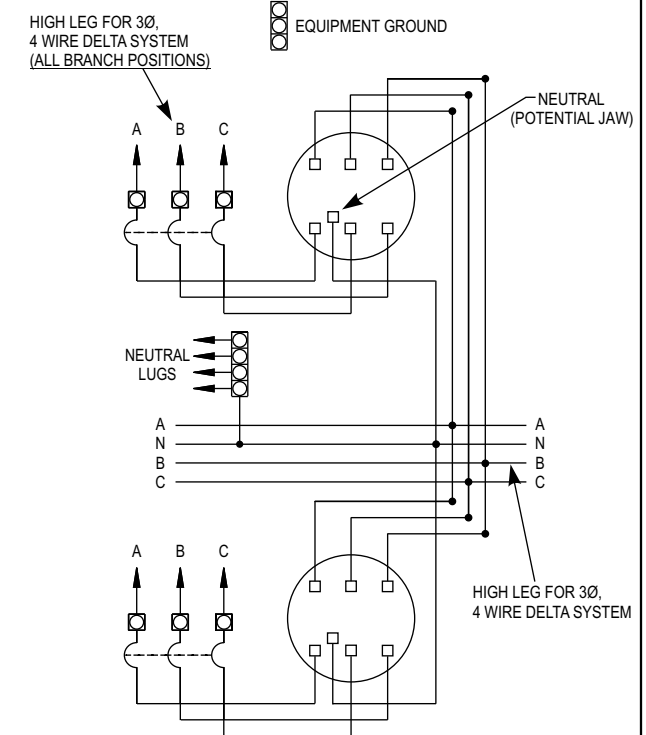 HIGH LEG FOR 3Ø,
4 WIRE DELTA SYSTEM
(ALL BRANCH POSITIONS)
EQUIPMENT GROUND
NEUTRAL
(POTENTIAL JAW)
A B C
NEUTRAL
LUGS
A A
N N
B B
C C
A B C
HIGH LEG FOR 3Ø,
4 WIRE DELTA SYSTEM